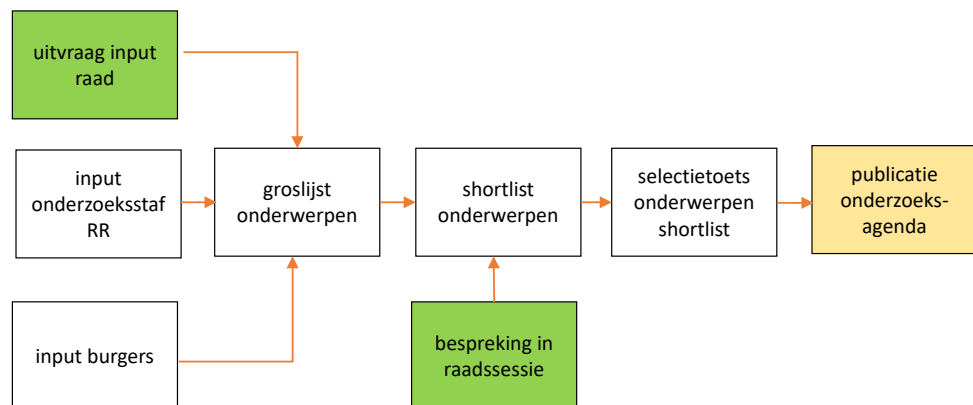 uitvraag input
raad
input
onderzoeksstaf
RR
input burgers
groslijst
onderwerpen
shortlist
onderwerpen
bespreking in
raadssessie
selectietoets
onderwerpen
shortlist
publicatie
onderzoeks-
agenda